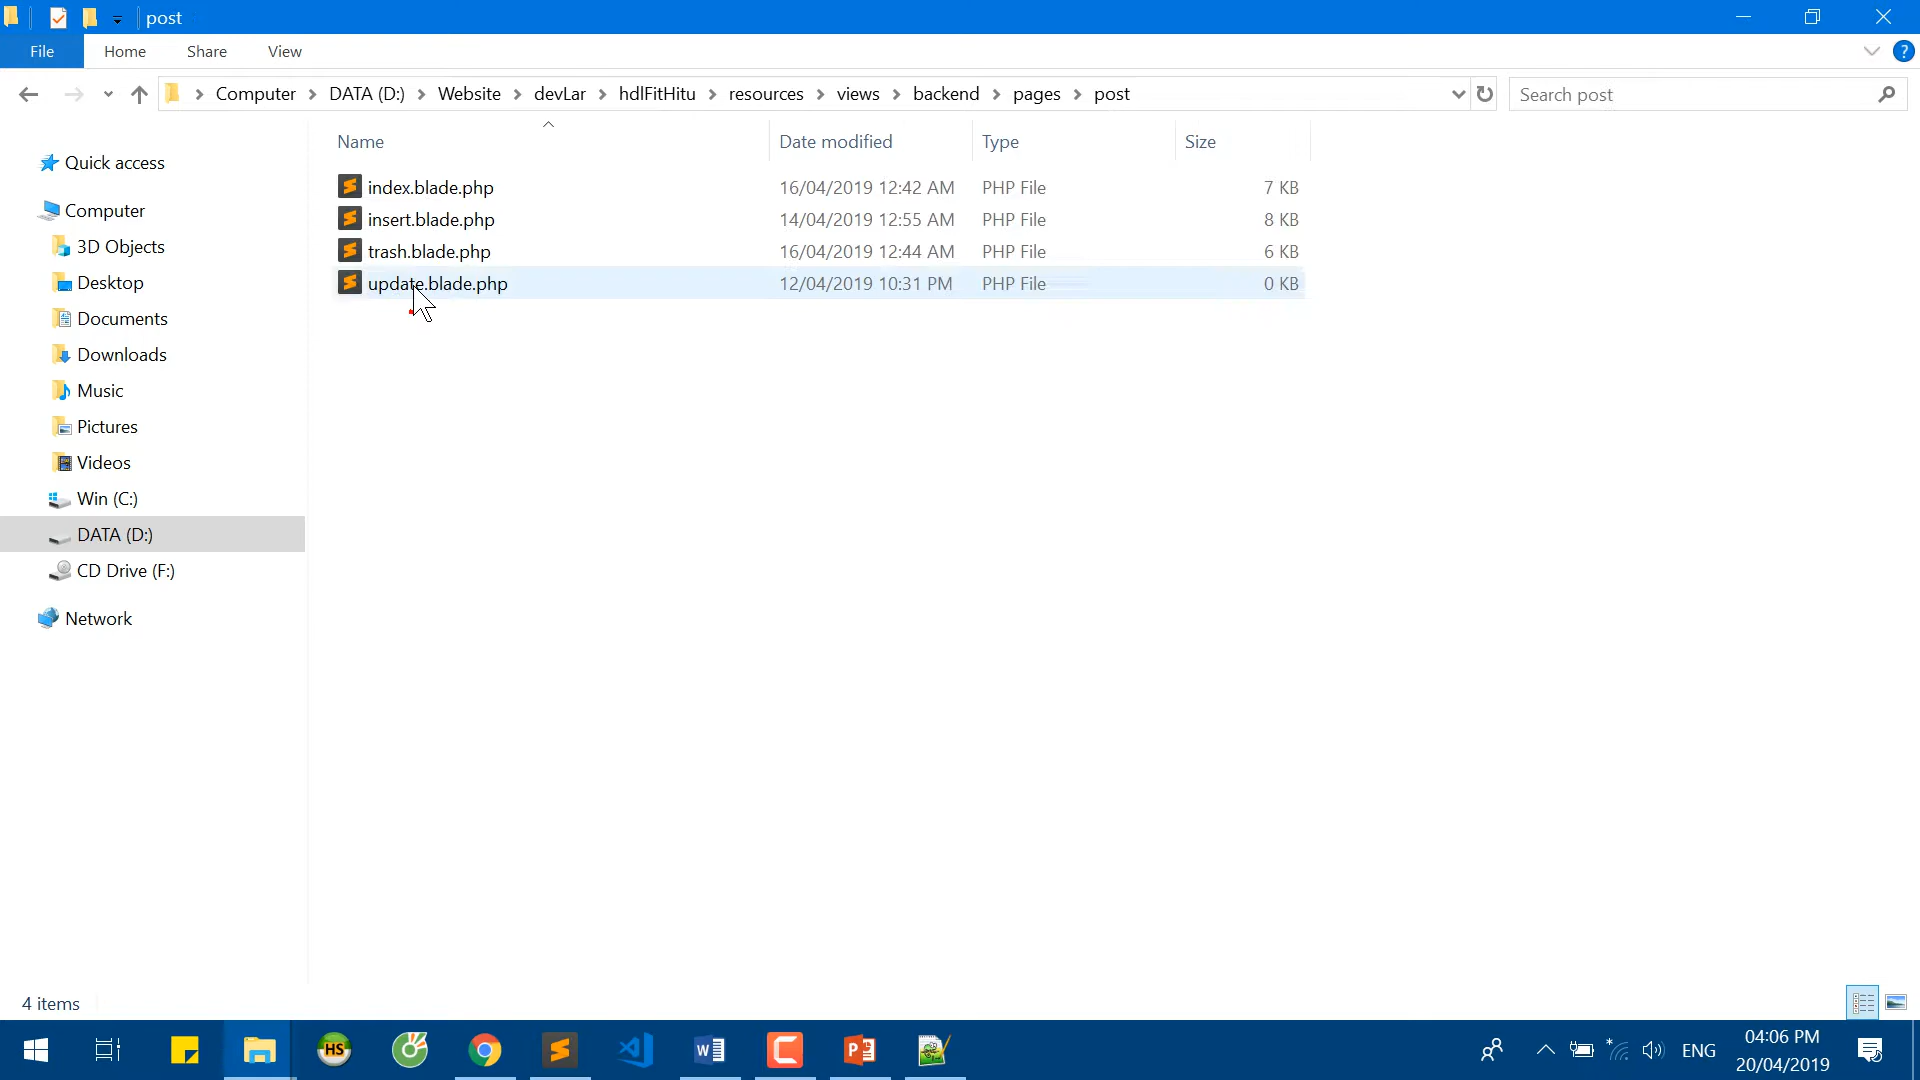 post
File Home Share View
Computer DATA (D:) Website devLar hdlFitHitu resources views backend pages post Search post
Name Date modified Type Size
index.blade.php 16/04/2019 12:42 AM PHP File 7 KB
insert.blade.php 14/04/2019 12:55 AM PHP File 8 KB
trash.blade.php 16/04/2019 12:44 AM PHP File 6 KB
update.blade.php 12/04/2019 10:31 PM PHP File 0 KB
Quick access
Computer
3D Objects
Desktop
Documents
Downloads
Music
Pictures
Videos
Win (C:)
DATA (D:)
CD Drive (F:)
Network
4 items
HS
ENG
04:06 PM
20/04/2019